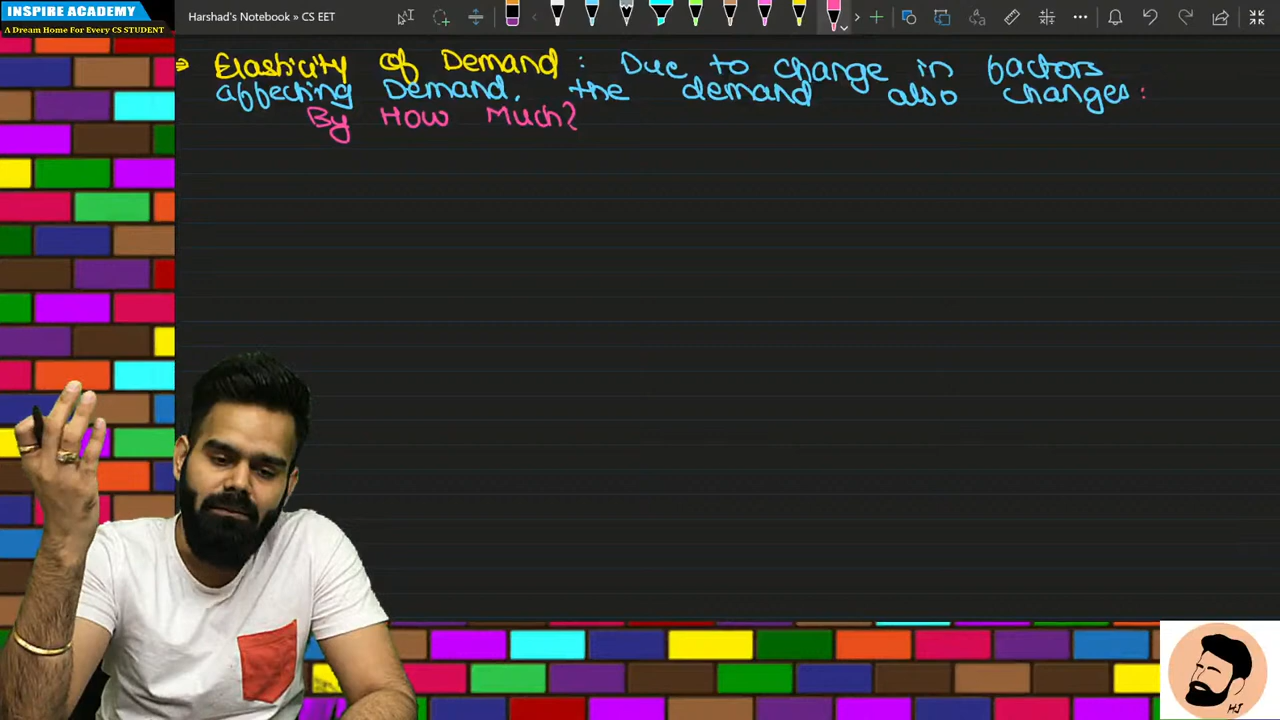 INSPIRE ACADEMY
A Dream Home For Every CS STUDENT
Harshad's Notebook » CS EET
Elasticity of Demand : Due to change in factors
affecting Demand, the demand also changes :
By How Much?
HJ